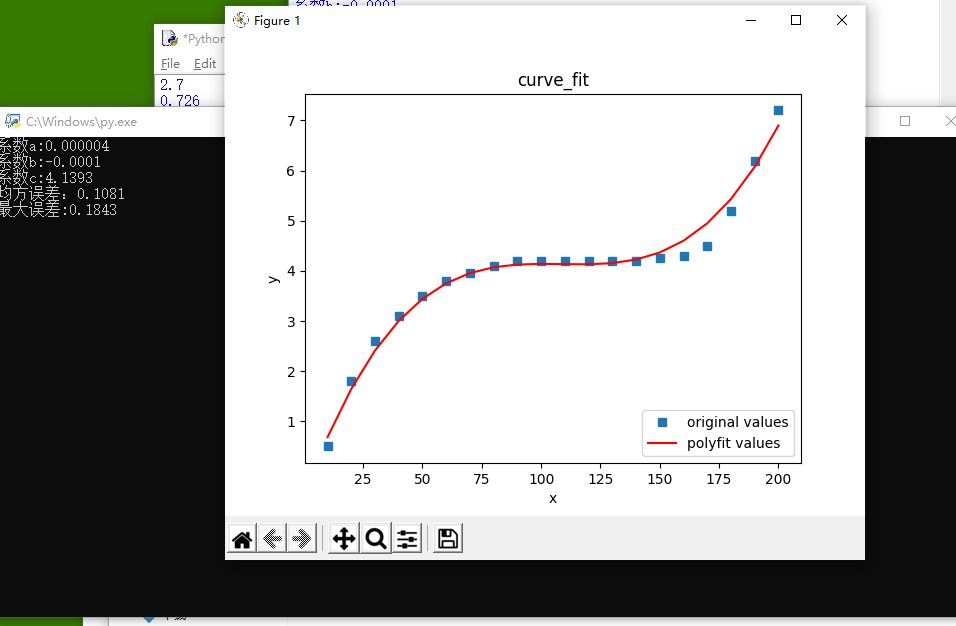 系数b:-0.0001
Figure 1
*Python
File Edit
2.7
0.726
C:\Windows\py.exe
系数a:0.000004
系数b:-0.0001
系数c:4.1393
均方误差: 0.1081
最大误差:0.1843
curve_fit
7
6
5
4
3
2
1
y
original values
polyfit values
25 50 75 100 125 150 175 200
x